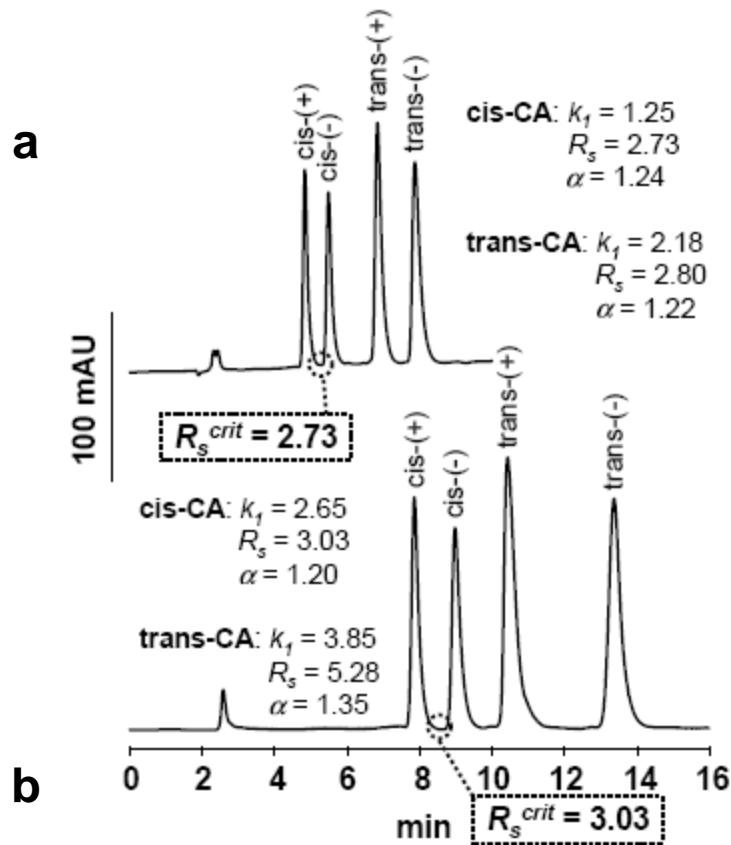 a
cis-(+)
cis-(-)
trans-(+)
trans-(-)
cis-CA: k₁ = 1.25
Rₛ = 2.73
α = 1.24
trans-CA: k₁ = 2.18
Rₛ = 2.80
α = 1.22
100 mAU
Rₛᶜʳⁱᵗ = 2.73
cis-(+)
cis-(-)
trans-(+)
trans-(-)
cis-CA: k₁ = 2.65
Rₛ = 3.03
α = 1.20
trans-CA: k₁ = 3.85
Rₛ = 5.28
α = 1.35
0 2 4 6 8 10 12 14 16
b
min
Rₛᶜʳⁱᵗ = 3.03